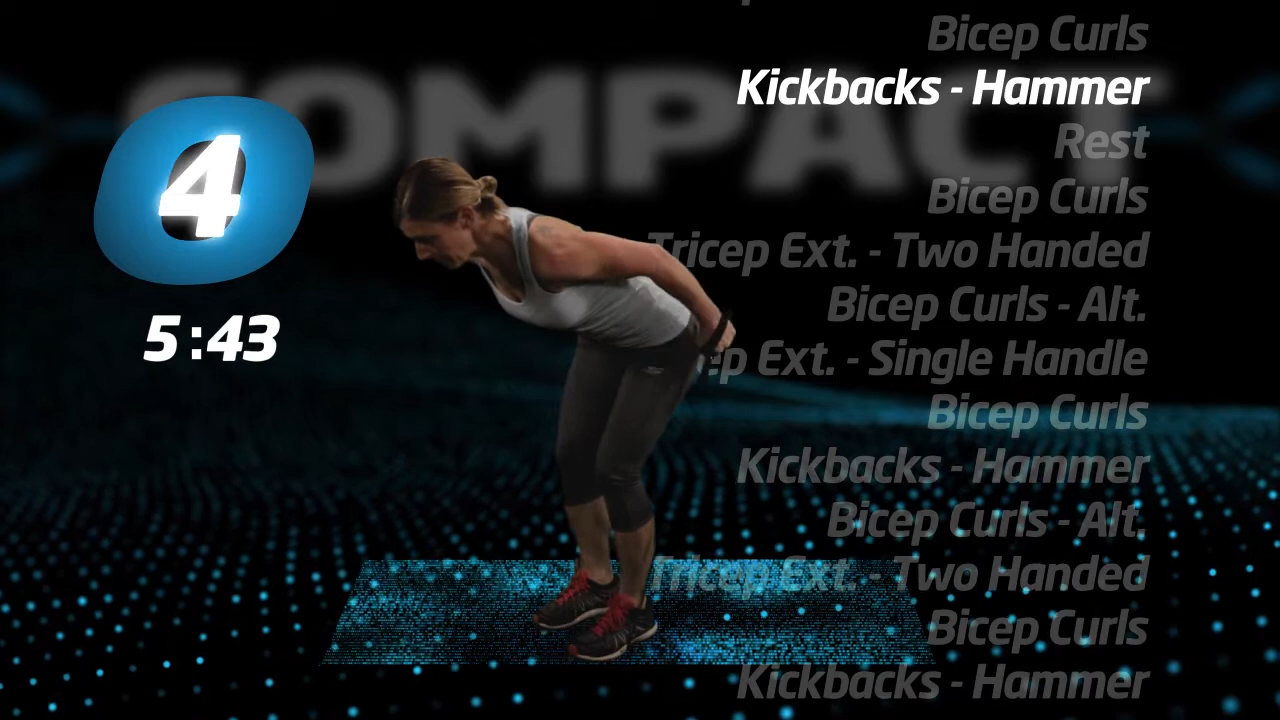 Bicep Curls
Kickbacks - Hammer
COMPACT
4
Rest
Bicep Curls
Tricep Ext. - Two Handed
Bicep Curls - Alt.
5:43
Ext. - Single Handle
Bicep Curls
Kickbacks - Hammer
Bicep Curls - Alt.
Tricep Ext. - Two Handed
Bicep Curls
Kickbacks - Hammer